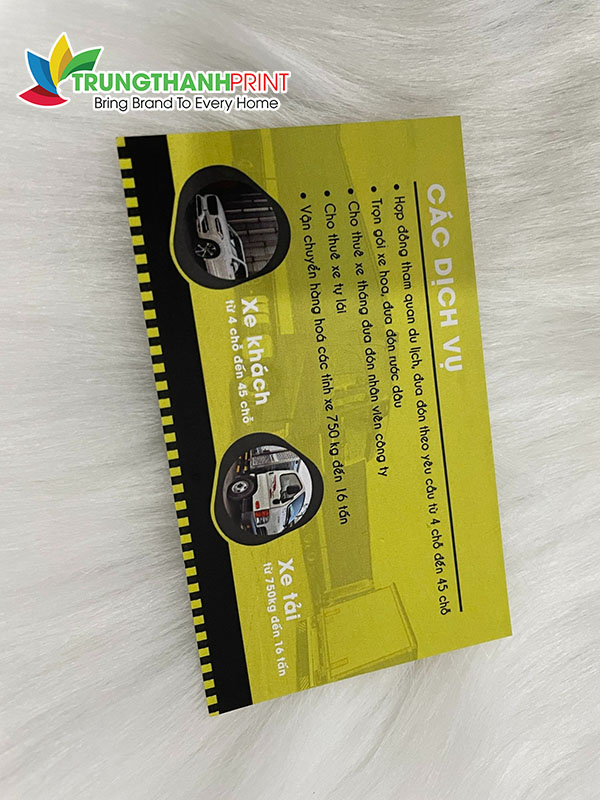 TRUNGTHANHPRINT
Bring Brand To Every Home
CÁC DỊCH VỤ
• Hợp đồng tham quan du lịch, đưa đón theo yêu cầu từ 4 chỗ đến 45 chỗ
• Trọn gói xe hoa, đưa đón rước dâu
• Cho thuê xe tháng đưa đón nhân viên công ty
• Cho thuê xe tự lái
• Vận chuyển hàng hoá các tỉnh xe 750 kg đến 16 tấn
Xe khách
từ 4 chỗ đến 45 chỗ
Xe tải
từ 750kg đến 16 tấn